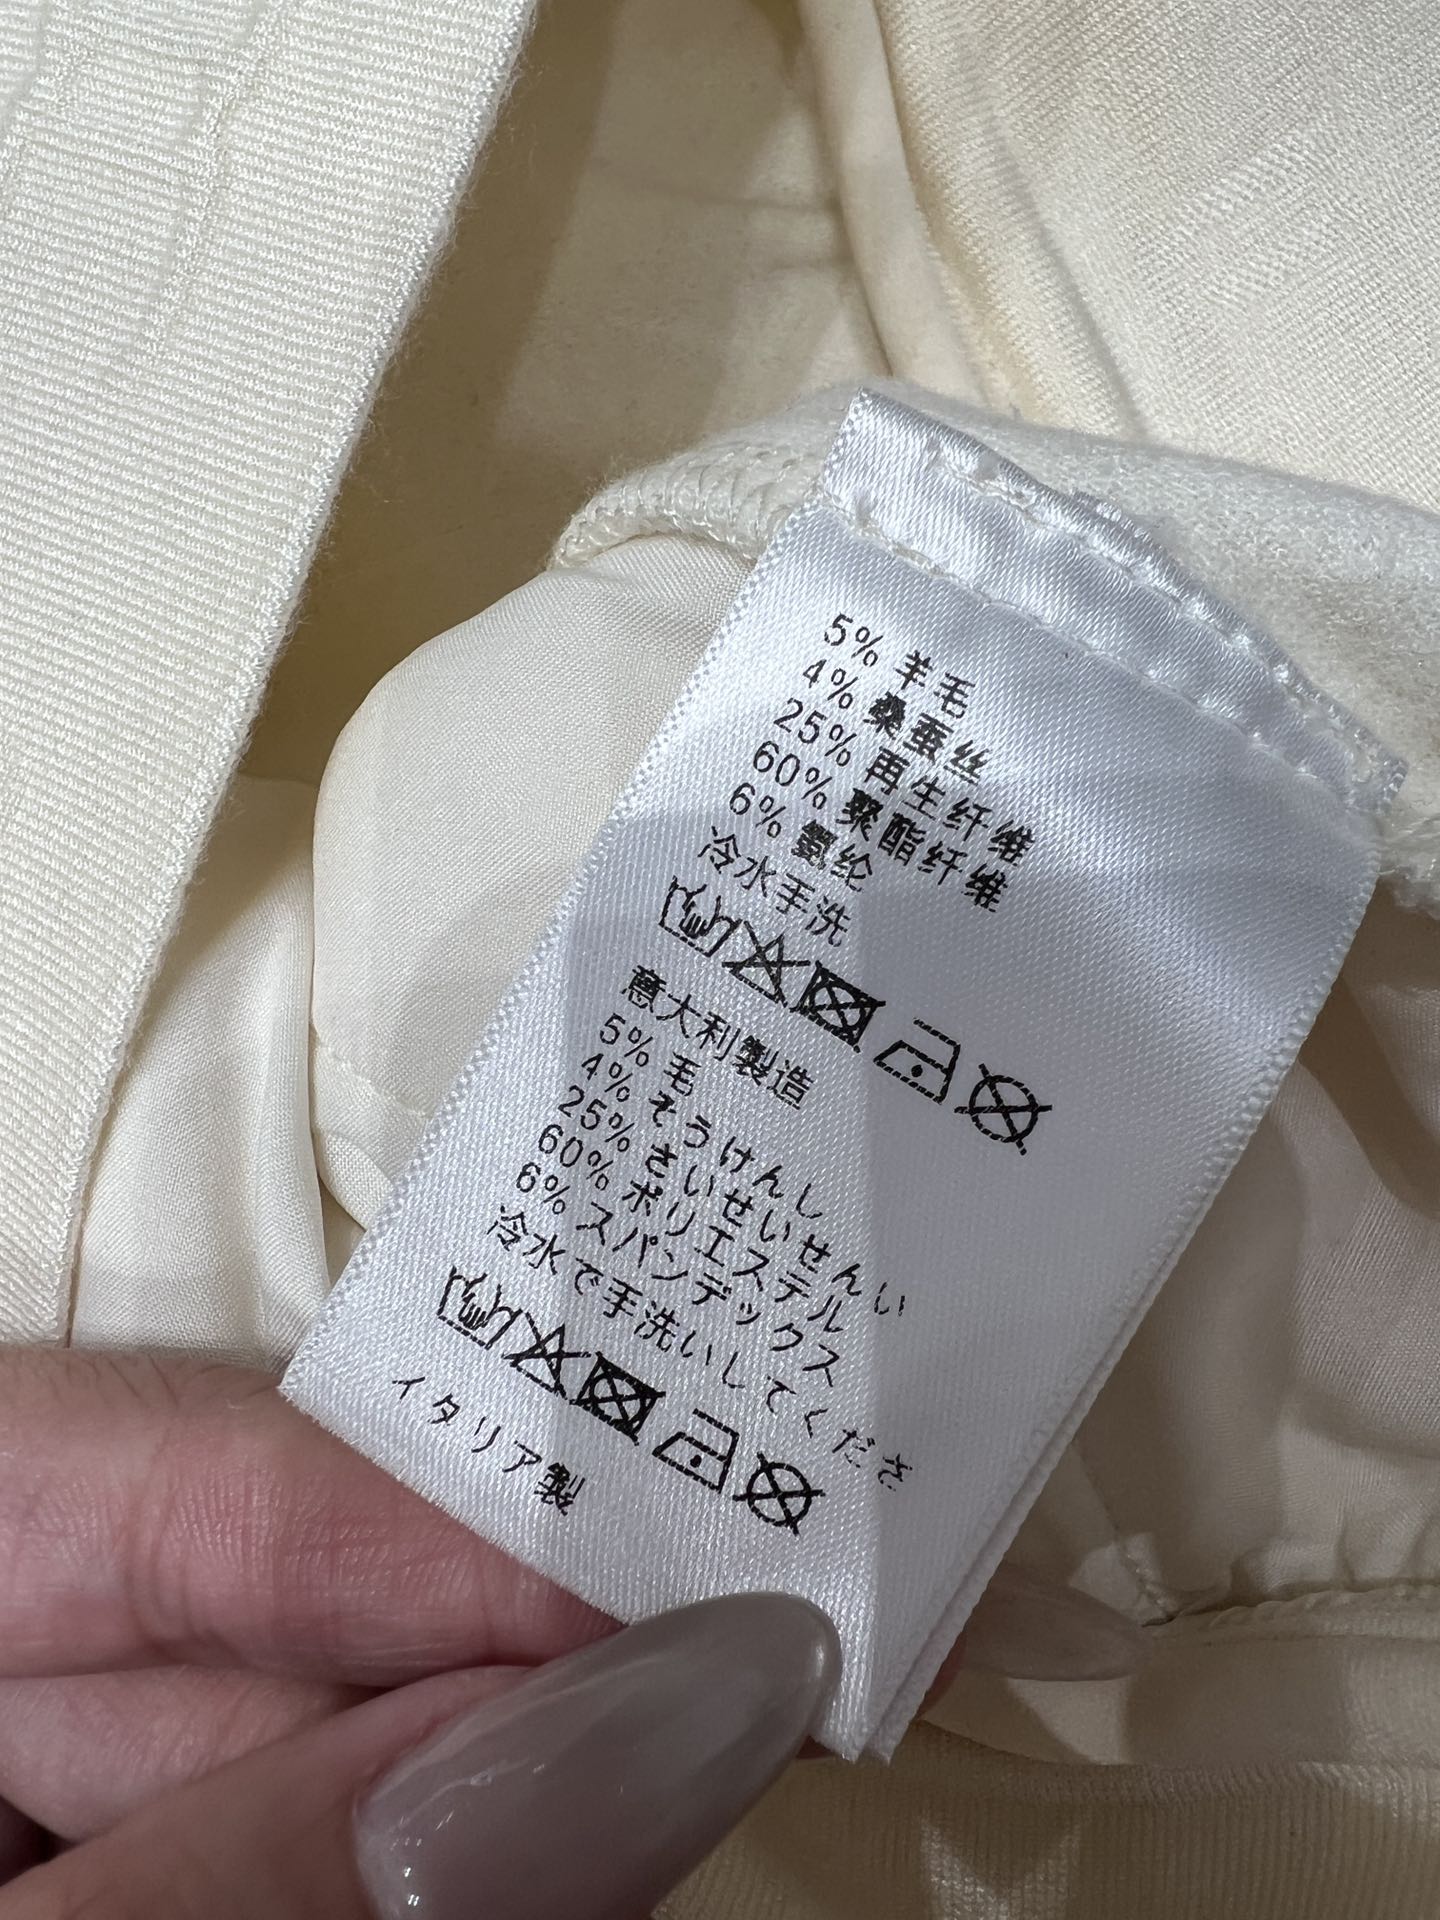 5% 羊毛
4% 桑蚕丝
25% 再生纤维
60% 聚酯纤维
6% 氨纶
冷水手洗
意大利製造
5% 毛
4% そうけんし
25% さいせいせんい
60% ポリエステル
6% スパンデックス
冷水で手洗いしてくださ
イタリア製